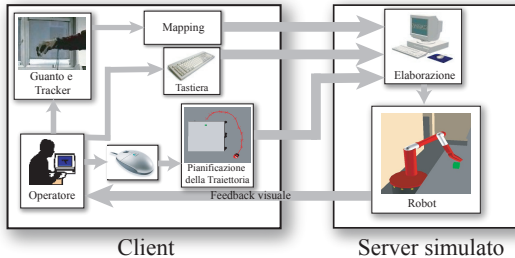 Guanto e
Tracker
Mapping
Tastiera
Elaborazione
Operatore
Pianificazione
della Traiettoria
Feedback visuale
Robot
Client
Server simulato